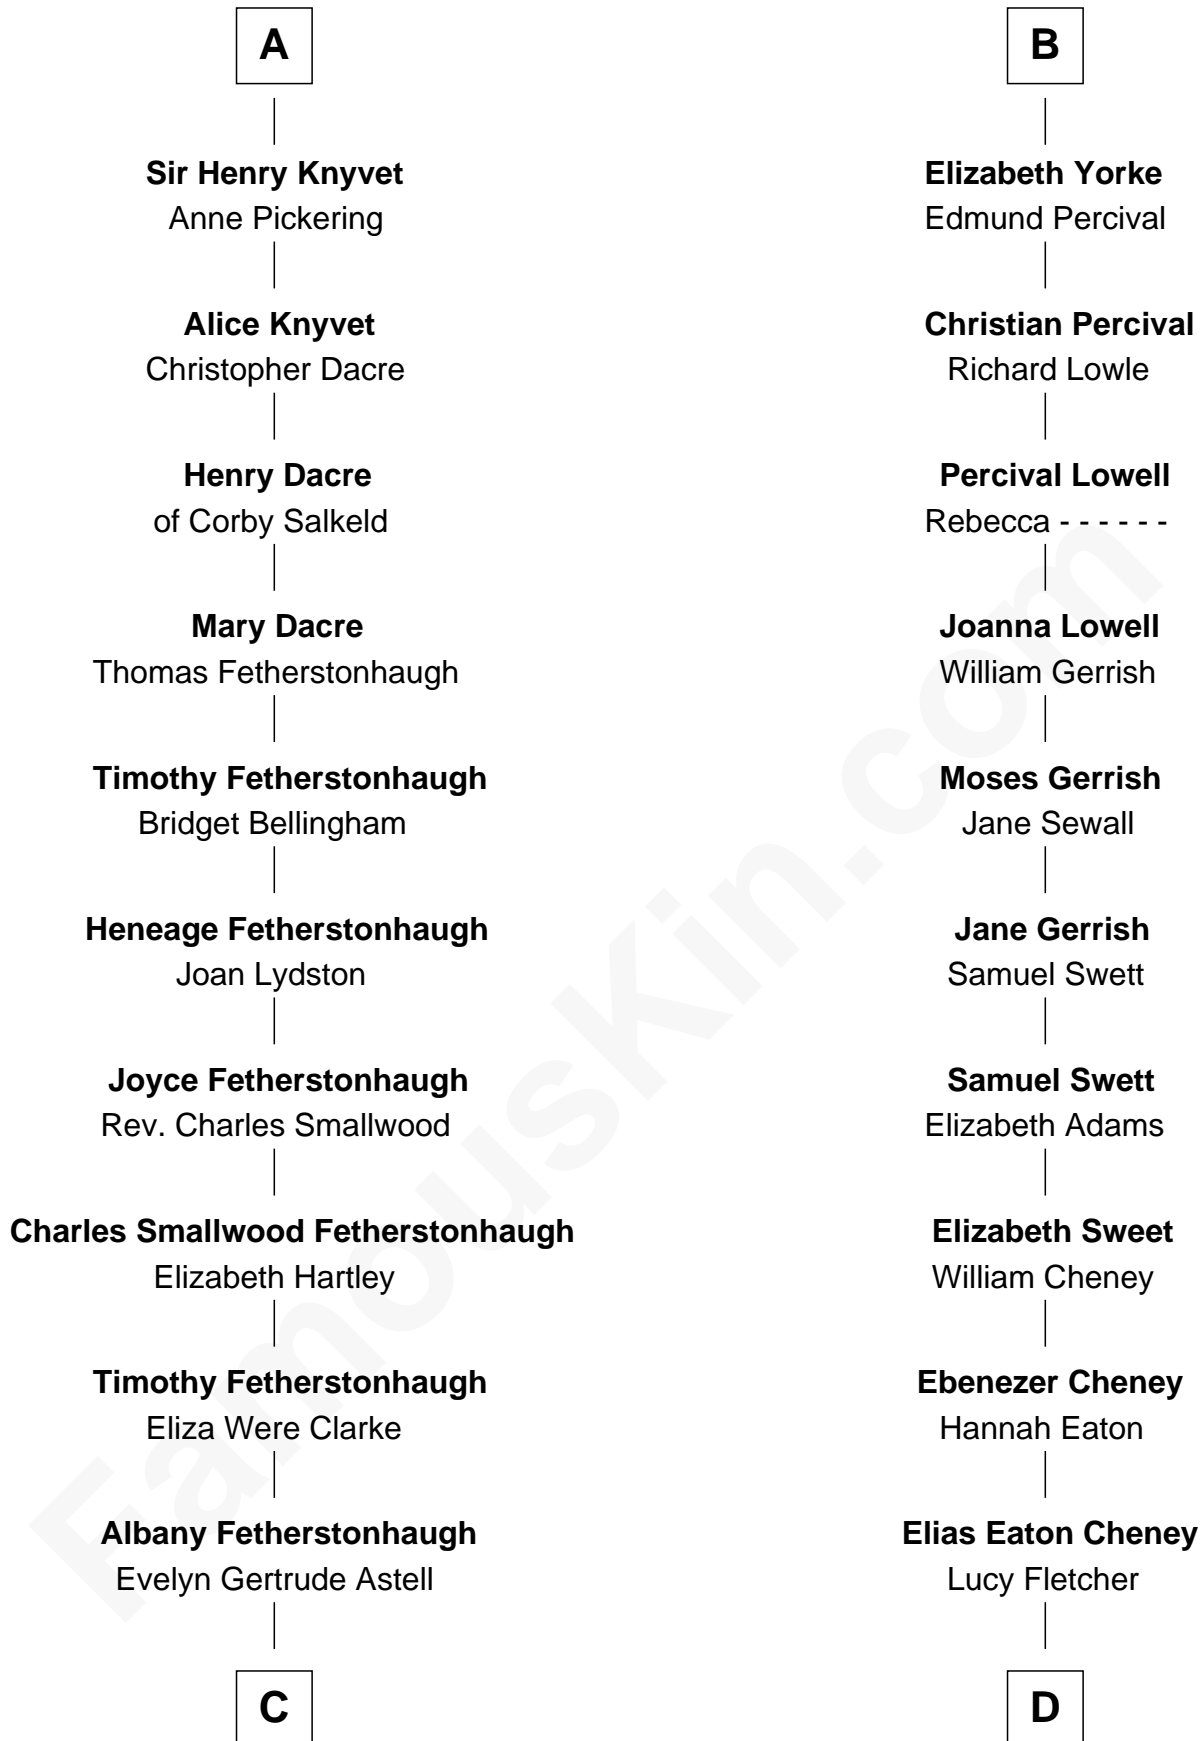 A
Sir Henry Knyvet
Anne Pickering
Alice Knyvet
Christopher Dacre
Henry Dacre
of Corby Salkeld
Mary Dacre
Thomas Fetherstonhaugh
Timothy Fetherstonhaugh
Bridget Bellingham
Heneage Fetherstonhaugh
Joan Lydston
Joyce Fetherstonhaugh
Rev. Charles Smallwood
Charles Smallwood Fetherstonhaugh
Elizabeth Hartley
Timothy Fetherstonhaugh
Eliza Were Clarke
Albany Fetherstonhaugh
Evelyn Gertrude Astell
C
B
Elizabeth Yorke
Edmund Percival
Christian Percival
Richard Lowle
Percival Lowell
Rebecca - - - - - -
Joanna Lowell
William Gerrish
Moses Gerrish
Jane Sewall
Jane Gerrish
Samuel Swett
Samuel Swett
Elizabeth Adams
Elizabeth Sweet
William Cheney
Ebenezer Cheney
Hannah Eaton
Elias Eaton Cheney
Lucy Fletcher
D
FamousKin.com